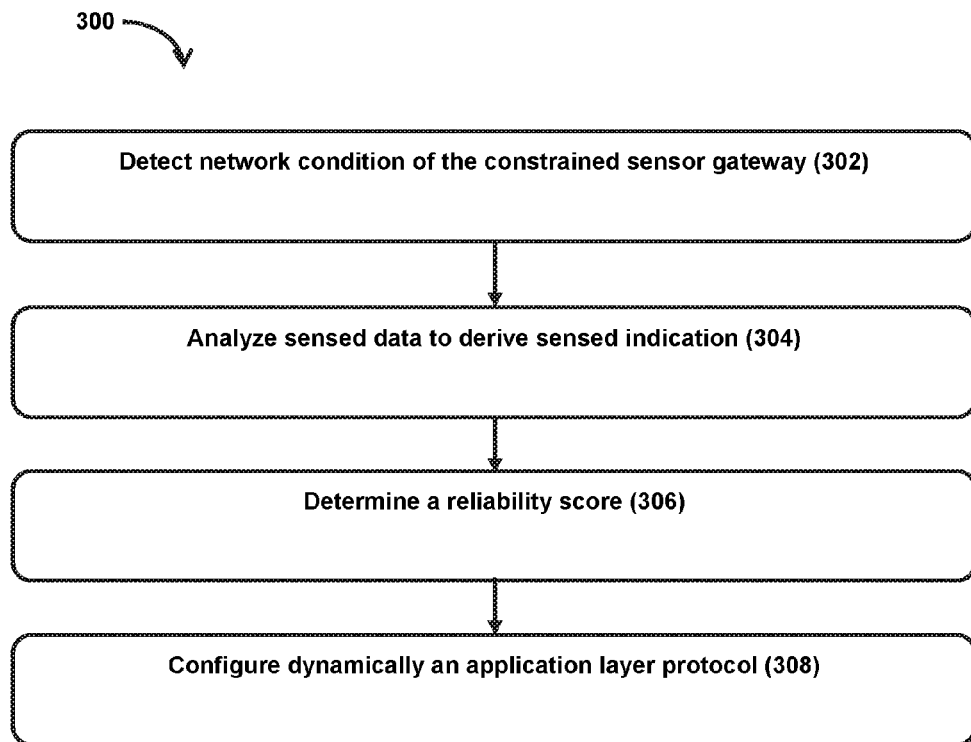 300
Detect network condition of the constrained sensor gateway (302)
Analyze sensed data to derive sensed indication (304)
Determine a reliability score (306)
Configure dynamically an application layer protocol (308)